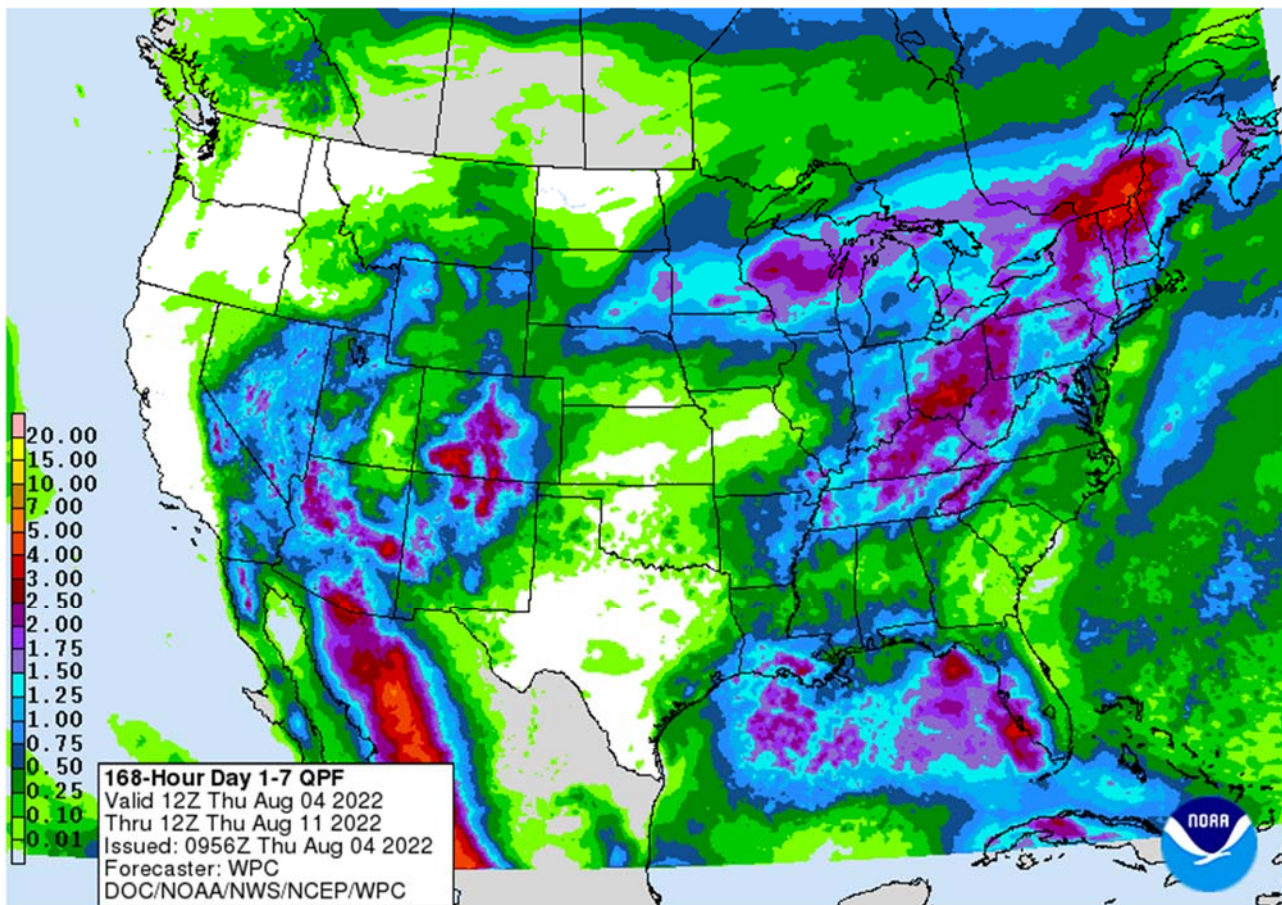 20.00
15.00
10.00
7.00
5.00
4.00
3.00
2.50
2.00
1.75
1.50
1.25
1.00
0.75
0.50
0.25
0.10
0.01
168-Hour Day 1-7 QPF
Valid 12Z Thu Aug 04 2022
Thru 12Z Thu Aug 11 2022
Issued: 0956Z Thu Aug 04 2022
Forecaster: WPC
DOC/NOAA/NWS/NCEP/WPC
NOAA